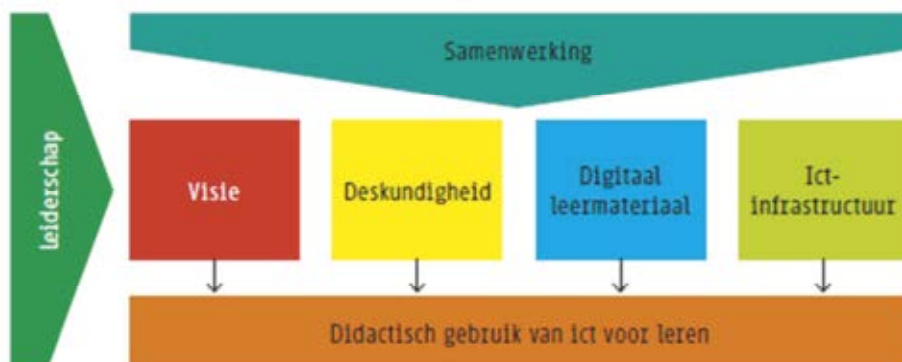 Leiderschap
Samenwerking
Visie
Deskundigheid
Digitaal
leermateriaal
Ict-
infrastructuur
Didactisch gebruik van ict voor leren